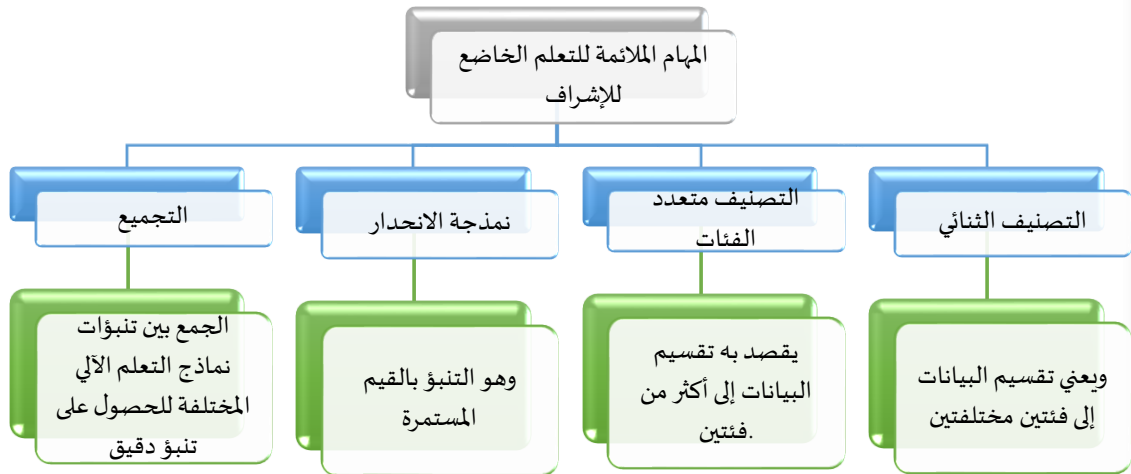 المهام الملائمة للتعلم الخاضع
للإشراف
التصنيف الثنائي
التصنيف متعدد
الفئات
نمذجة الانحدار
التجميع
ويعني تقسيم البيانات
إلى فئتين مختلفتين
يقصد به تقسيم
البيانات إلى أكثر من
فئتين.
وهو التنبؤ بالقيم
المستمرة
الجمع بين تنبؤات
نماذج التعلم الآلي
المختلفة للحصول على
تنبؤ دقيق